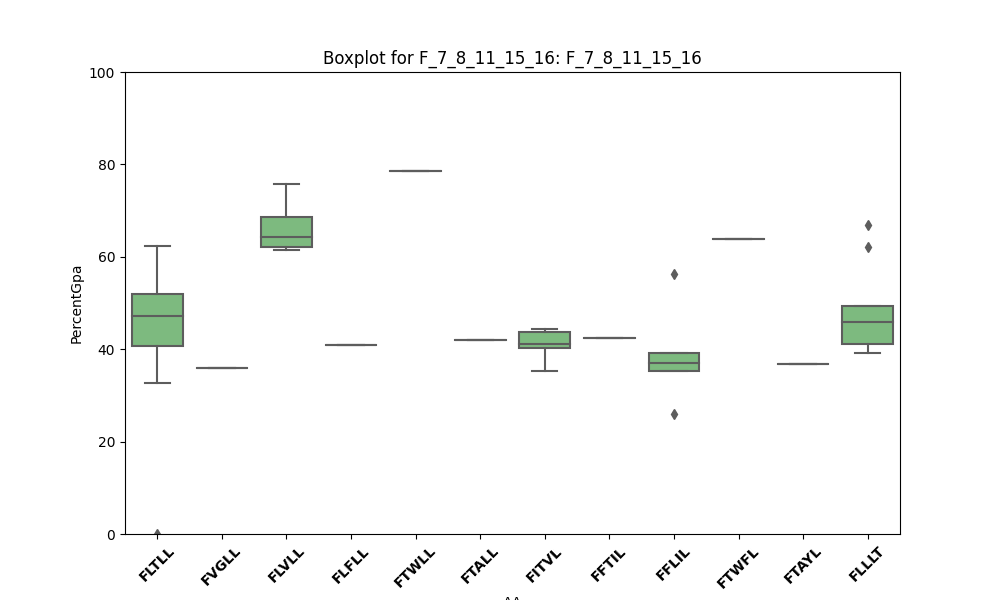 Boxplot for F_7_8_11_15_16: F_7_8_11_15_16
100
80
60
40
20
0
PercentGpa
FLTLL
FVGLL
FLVLL
FLFLL
FTWLL
FTALL
FITVL
FFTIL
FFLIL
FTWFL
FTAYL
FLLLT